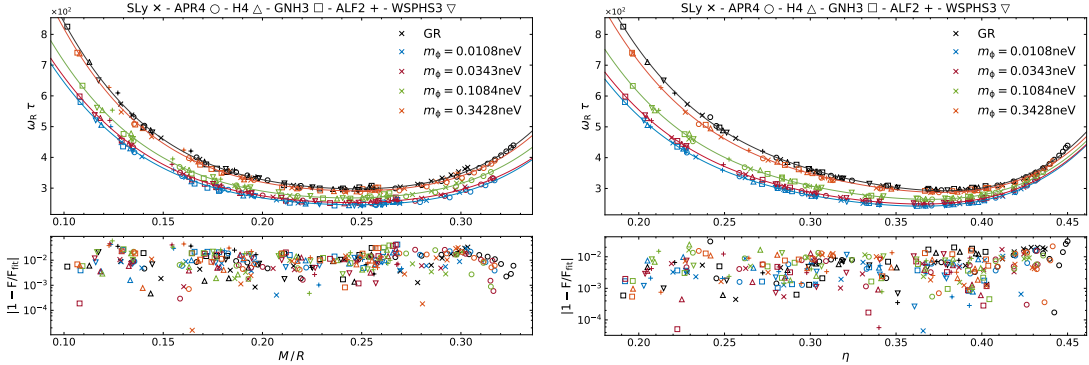 SLy × - APR4 ○ - H4 △ - GNH3 □ - ALF2 + - WSPHS3 ▽
×10²
8
7
6
5
4
3
ω_R τ
GR
m_ϕ = 0.0108neV
m_ϕ = 0.0343neV
m_ϕ = 0.1084neV
m_ϕ = 0.3428neV
10⁻²
10⁻³
10⁻⁴
|1 − F/F_fit|
0.10 0.15 0.20 0.25 0.30
M / R
SLy × - APR4 ○ - H4 △ - GNH3 □ - ALF2 + - WSPHS3 ▽
×10²
8
7
6
5
4
3
ω_R τ
GR
m_ϕ = 0.0108neV
m_ϕ = 0.0343neV
m_ϕ = 0.1084neV
m_ϕ = 0.3428neV
10⁻²
10⁻³
10⁻⁴
|1 − F/F_fit|
0.20 0.25 0.30 0.35 0.40 0.45
η